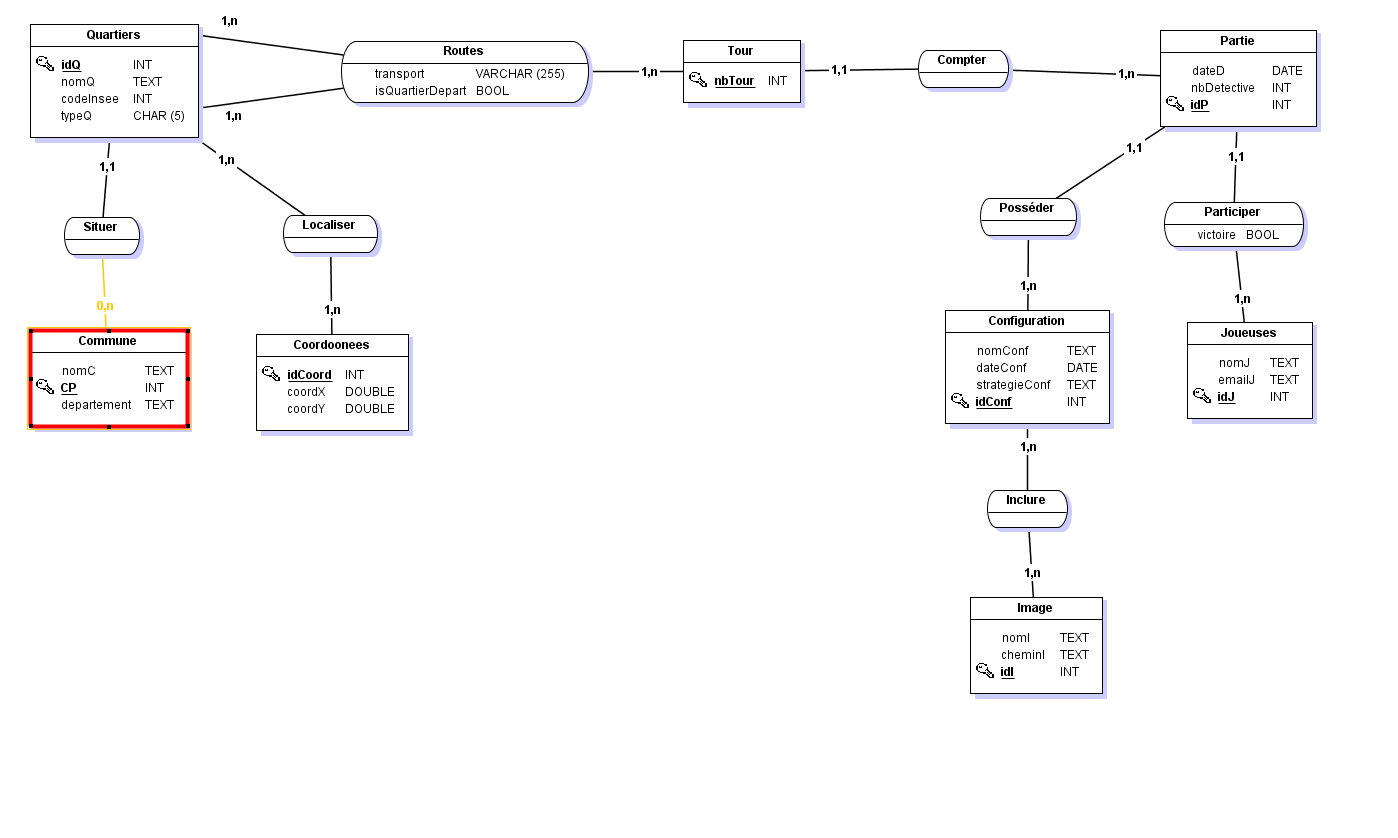 1,n
Quartiers
idQ INT
nomQ TEXT
codeInsee INT
typeQ CHAR (5)
Routes
transport VARCHAR (255)
isQuartierDepart BOOL
1,n
1,n
Tour
nbTour INT
1,1
Compter
1,n
Partie
dateD DATE
nbDetective INT
idP INT
1,1
1,n
1,1
1,1
Situer
Localiser
Posséder
Participer
victoire BOOL
0,n
1,n
1,n
1,n
Commune
nomC TEXT
CP INT
departement TEXT
Coordoonees
idCoord INT
coordX DOUBLE
coordY DOUBLE
Configuration
nomConf TEXT
dateConf DATE
strategieConf TEXT
idConf INT
Joueuses
nomJ TEXT
emailJ TEXT
idJ INT
1,n
Inclure
1,n
Image
nomI TEXT
cheminI TEXT
idI INT